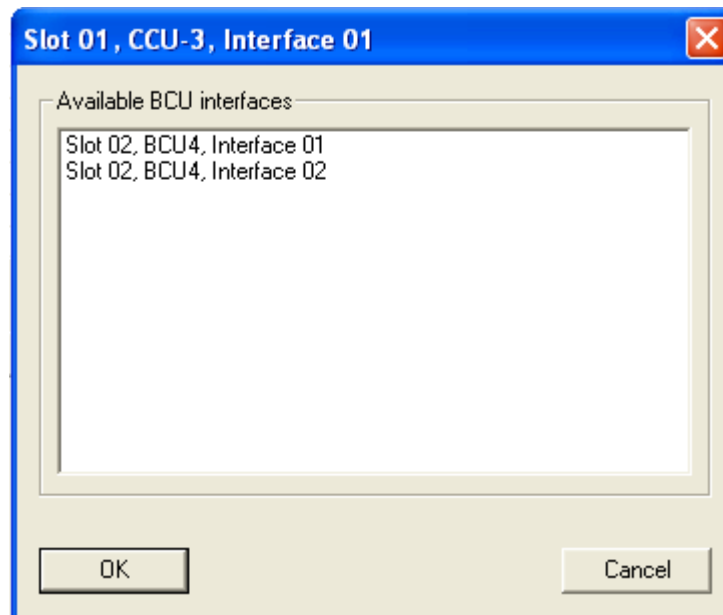 Slot 01, CCU-3, Interface 01
Available BCU interfaces
Slot 02, BCU4, Interface 01
Slot 02, BCU4, Interface 02
OK
Cancel